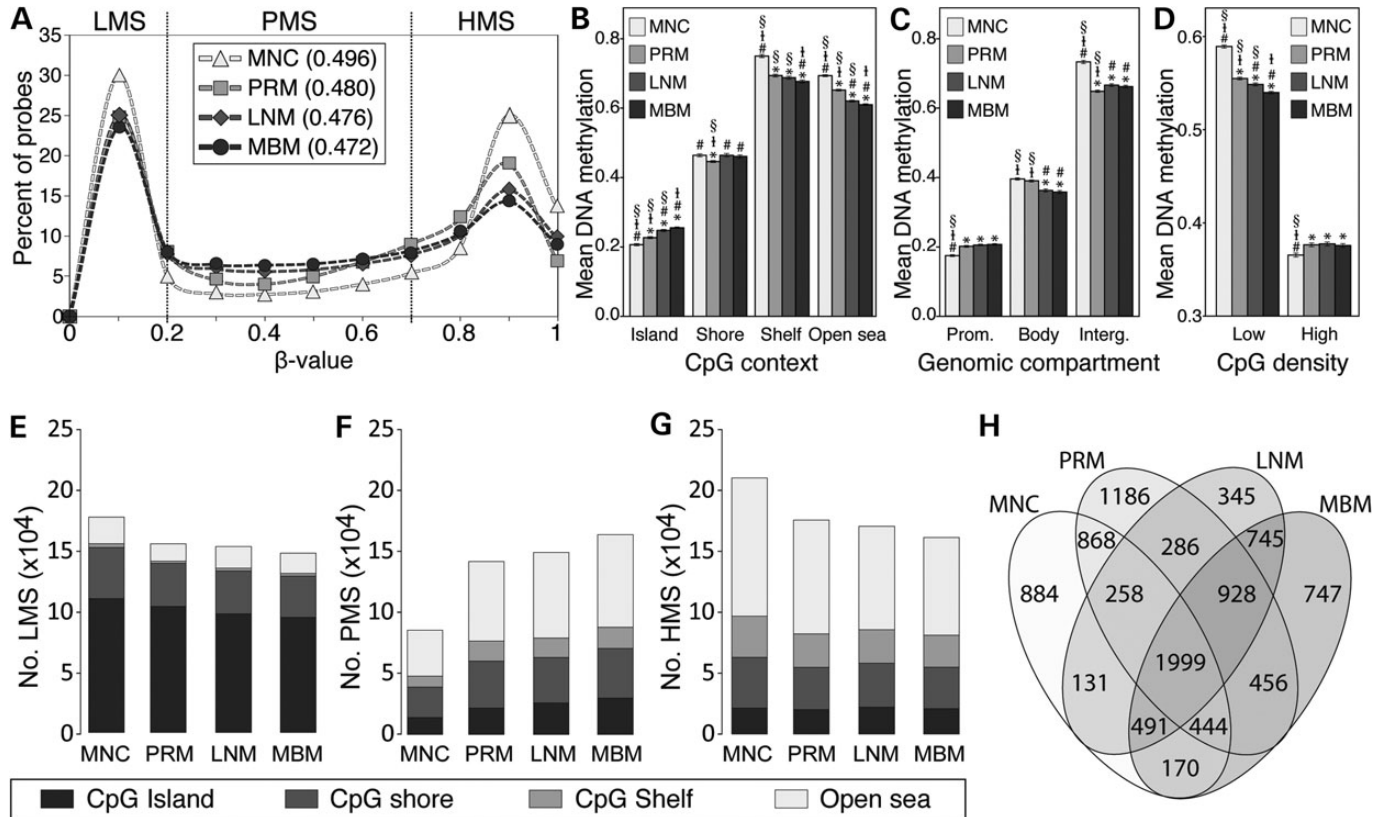 A
LMS PMS HMS
35
30
25
20
15
10
5
0
Percent of probes
MNC (0.496)
PRM (0.480)
LNM (0.476)
MBM (0.472)
0 0.2 0.4 0.6 0.8 1
β-value
B
0.8
0.6
0.4
0.2
0.0
Mean DNA methylation
MNC
PRM
LNM
MBM
Island Shore Shelf Open sea
CpG context
C
0.8
0.6
0.4
0.2
0.0
Mean DNA methylation
MNC
PRM
LNM
MBM
Prom. Body Interg.
Genomic compartment
D
0.6
0.5
0.4
0.3
Mean DNA methylation
MNC
PRM
LNM
MBM
Low High
CpG density
E
25
20
15
10
5
0
No. LMS (x10⁴)
MNC PRM LNM MBM
F
25
20
15
10
5
0
No. PMS (x10⁴)
MNC PRM LNM MBM
G
25
20
15
10
5
0
No. HMS (x10⁴)
MNC PRM LNM MBM
H
PRM LNM
MNC MBM
1186 345
868 286 745
884 258 928 747
1999
131 456
491 444
170
CpG Island CpG shore CpG Shelf Open sea